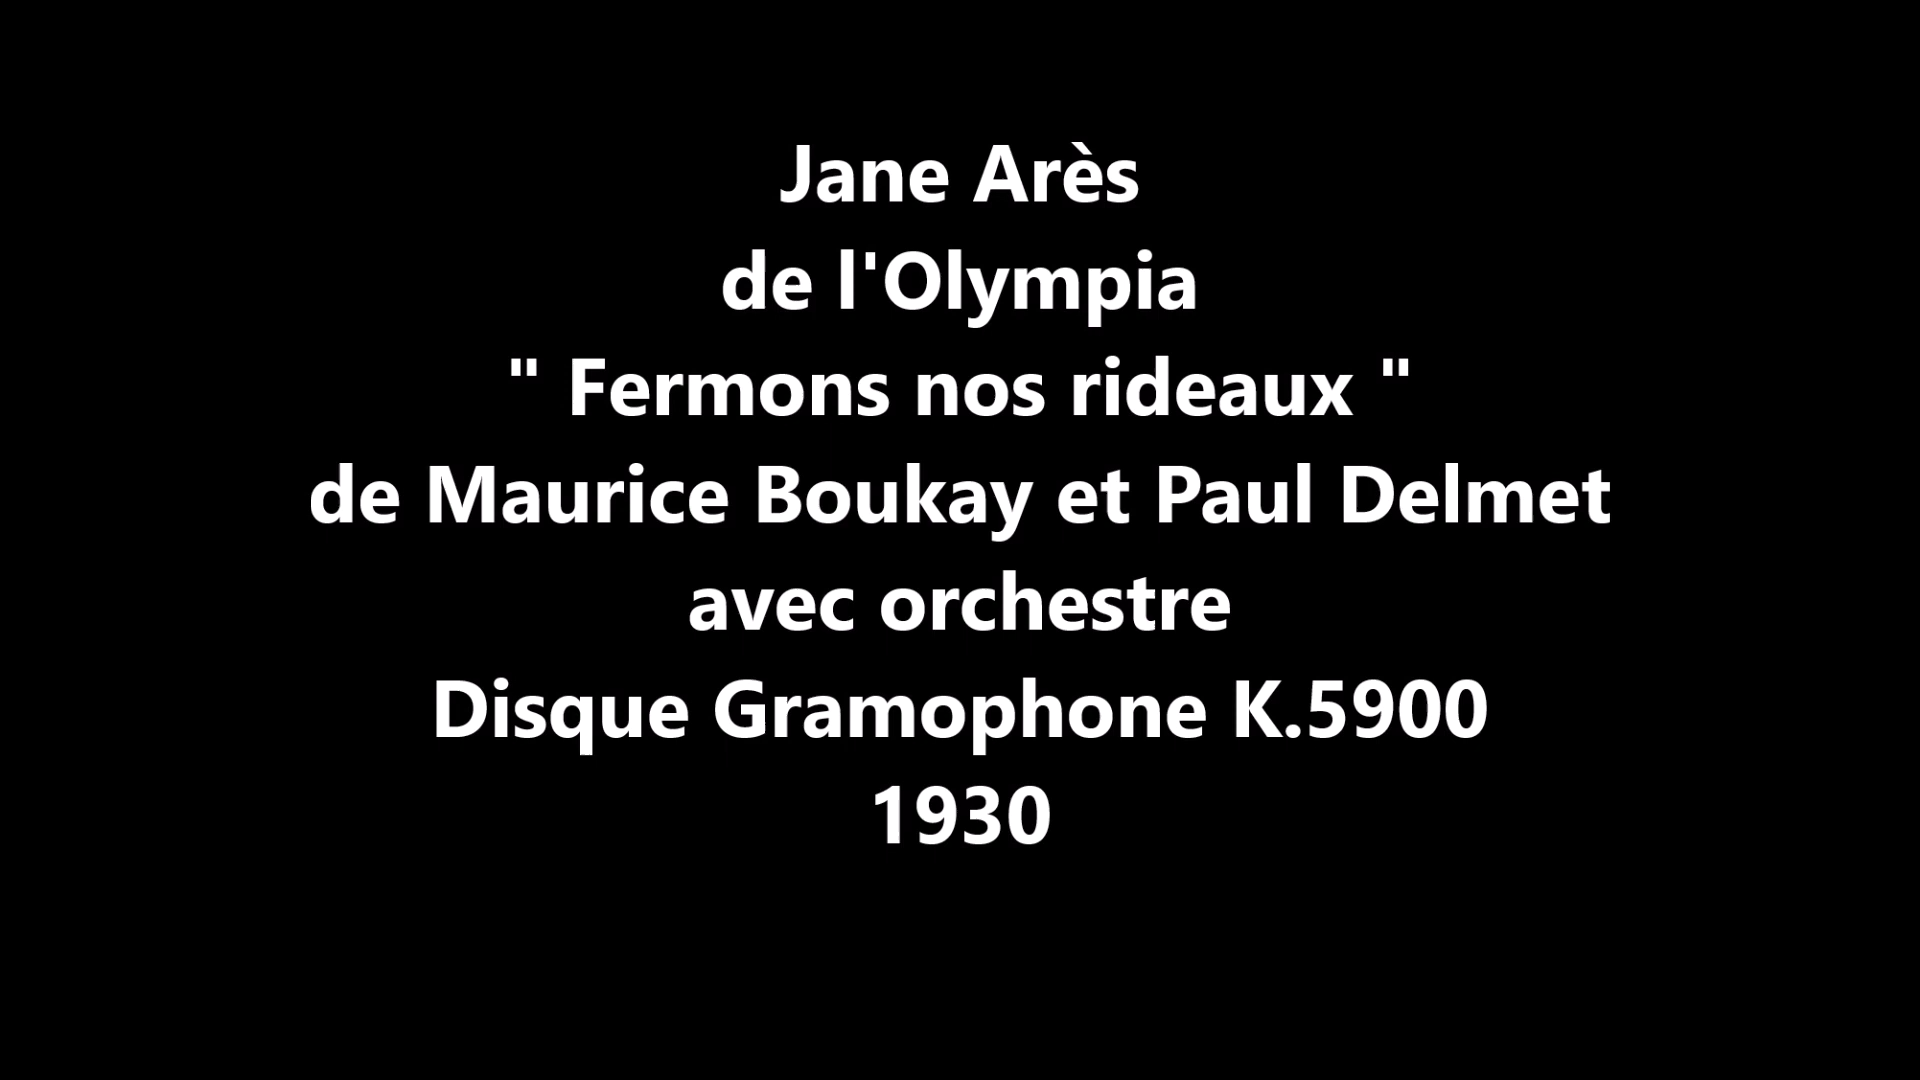 Jane Arès
de l'Olympia
" Fermons nos rideaux "
de Maurice Boukay et Paul Delmet
avec orchestre
Disque Gramophone K.5900
1930